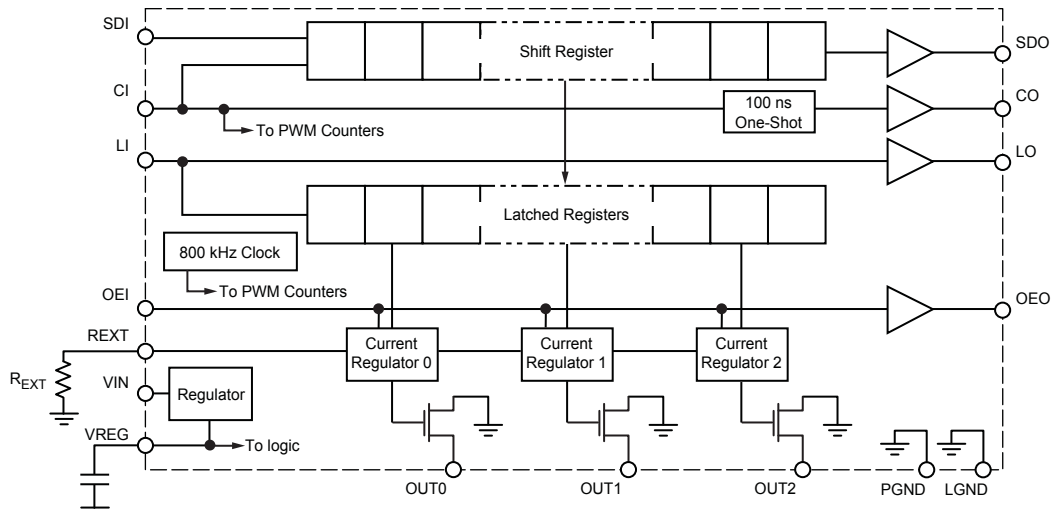 SDI
Shift Register
SDO
CI
100 ns
One-Shot
CO
To PWM Counters
LI
LO
Latched Registers
800 kHz Clock
To PWM Counters
OEI
OEO
REXT
Current
Regulator 0
Current
Regulator 1
Current
Regulator 2
REXT
VIN
Regulator
VREG
To logic
OUT0
OUT1
OUT2
PGND
LGND